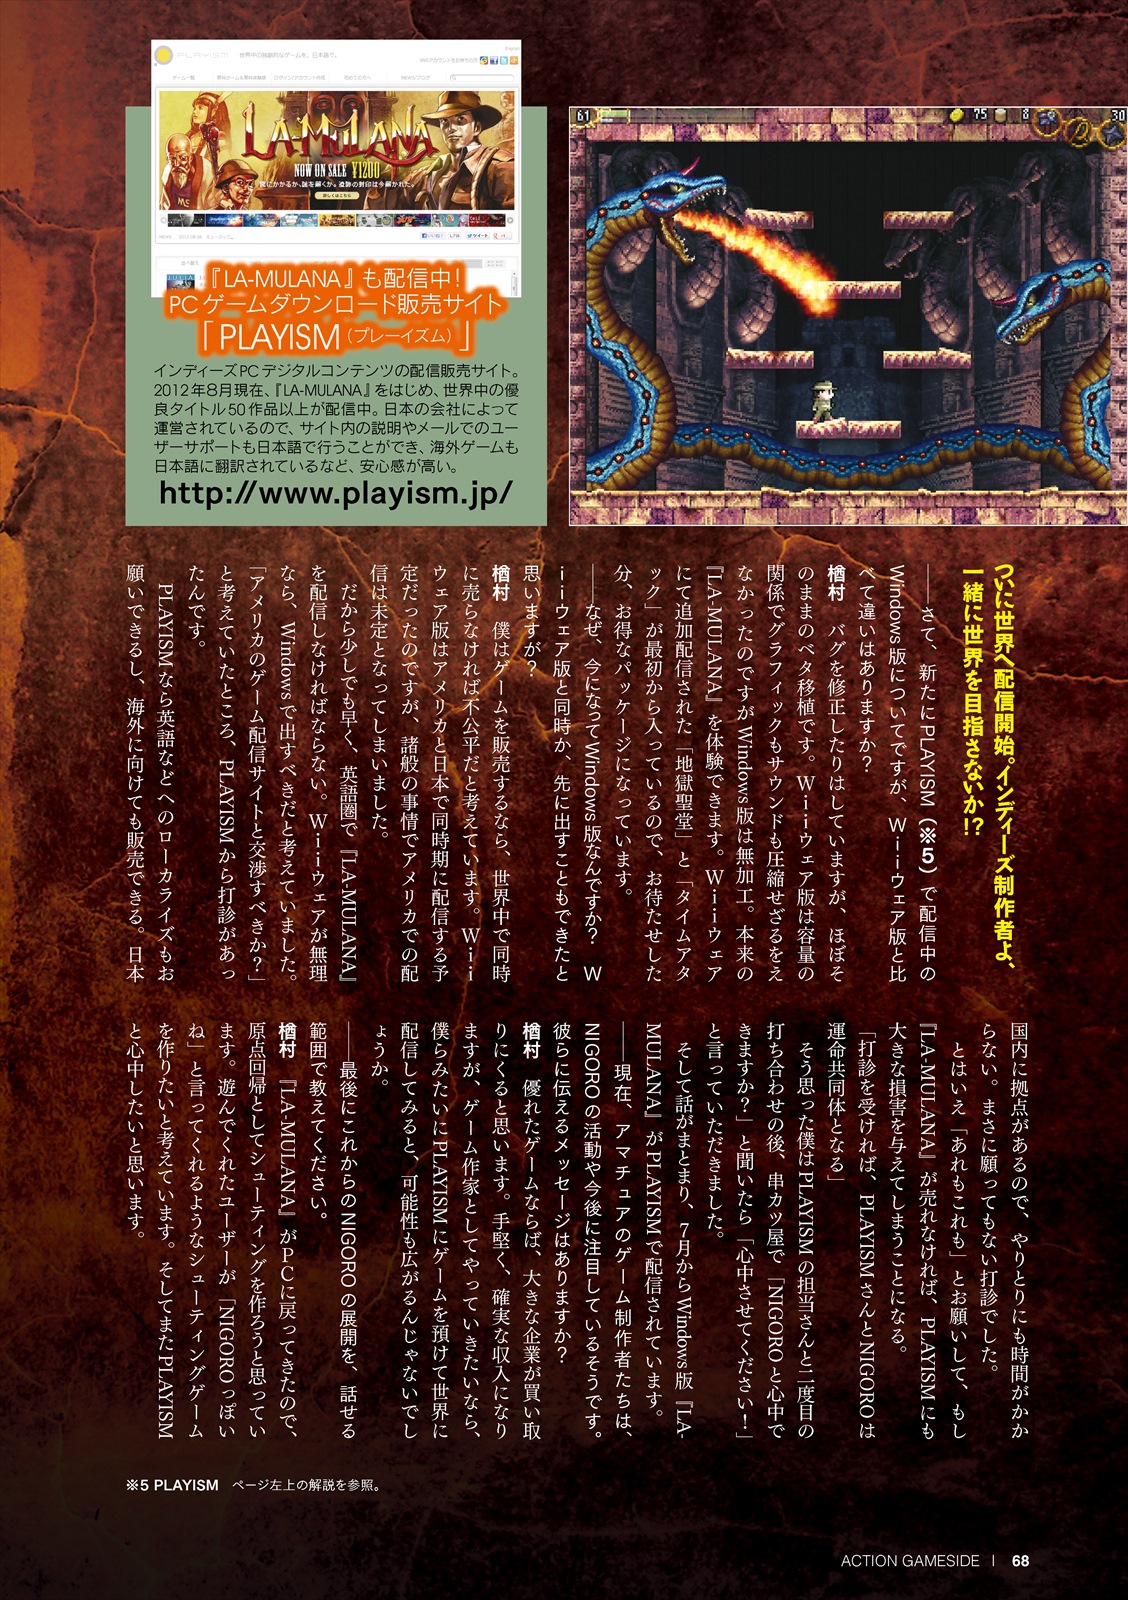 PLAYISM 世界中の独創的なゲームを、日本語で。
English
LA-MULANA
NOW ON SALE ¥1200
罠にかかるか、謎を解くか。遺跡の封印は今解かれた。
詳しくはこちら
『LA-MULANA』も配信中！
PCゲームダウンロード販売サイト
「PLAYISM（プレーイズム）」
インディーズPCデジタルコンテンツの配信販売サイト。
2012年8月現在、『LA-MULANA』をはじめ、世界中の優
良タイトル50作品以上が配信中。日本の会社によって
運営されているので、サイト内の説明やメールでのユー
ザーサポートも日本語で行うことができ、海外ゲームも
日本語に翻訳されているなど、安心感が高い。
http://www.playism.jp/
61
75
8
30
ついに世界へ配信開始。インディーズ制作者よ、
一緒に世界を目指さないか!?
――さて、新たにPLAYISM（※5）で配信中の
Windows版についてですが、Ｗｉｉウェア版と比
べて違いはありますか？
楢村　バグを修正したりはしていますが、ほぼそ
のままのベタ移植です。Ｗｉｉウェア版は容量の
関係でグラフィックもサウンドも圧縮せざるをえ
なかったのですがWindows版は無加工。本来の
『LA-MULANA』を体験できます。Ｗｉｉウェア
にて追加配信された「地獄聖堂」と「タイムアタ
ック」が最初から入っているので、お待たせした
分、お得なパッケージになっています。
――なぜ、今になってWindows版なんですか？　Ｗ
ｉｉウェア版と同時か、先に出すこともできたと
思いますが？
楢村　僕はゲームを販売するなら、世界中で同時
に売らなければ不公平だと考えています。Ｗｉｉ
ウェア版はアメリカと日本で同時期に配信する予
定だったのですが、諸般の事情でアメリカでの配
信は未定となってしまいました。
　だから少しでも早く、英語圏で『LA-MULANA』
を配信しなければならない。Ｗｉｉウェアが無理
なら、Windowsで出すべきだと考えていました。
「アメリカのゲーム配信サイトと交渉すべきか？」
と考えていたところ、PLAYISMから打診があっ
たんです。
　PLAYISMなら英語などへのローカライズもお
願いできるし、海外に向けても販売できる。日本
国内に拠点があるので、やりとりにも時間がかか
らない。まさに願ってもない打診でした。
　とはいえ「あれもこれも」とお願いして、もし
『LA-MULANA』が売れなければ、PLAYISMにも
大きな損害を与えてしまうことになる。
「打診を受ければ、PLAYISMさんとNIGOROは
運命共同体となる」
　そう思った僕はPLAYISMの担当さんと二度目の
打ち合わせの後、串カツ屋で「NIGOROと心中で
きますか？」と聞いたら「心中させてください！」
と言っていただきました。
　そして話がまとまり、7月からWindows版『LA-
MULANA』がPLAYISMで配信されています。
――現在、アマチュアのゲーム制作者たちは、
NIGOROの活動や今後に注目しているそうです。
彼らに伝えるメッセージはありますか？
楢村　優れたゲームならば、大きな企業が買い取
りにくると思います。手堅く、確実な収入になり
ますが、ゲーム作家としてやっていきたいなら、
僕らみたいにPLAYISMにゲームを預けて世界に
配信してみると、可能性も広がるんじゃないでし
ょうか。
――最後にこれからのNIGOROの展開を、話せる
範囲で教えてください。
楢村　『LA-MULANA』がPCに戻ってきたので、
原点回帰としてシューティングを作ろうと思ってい
ます。遊んでくれたユーザーが「NIGOROっぽい
ね」と言ってくれるようなシューティングゲーム
を作りたいと考えています。そしてまたPLAYISM
と心中したいと思います。
※5 PLAYISM　ページ左上の解説を参照。
ACTION GAMESIDE | 68